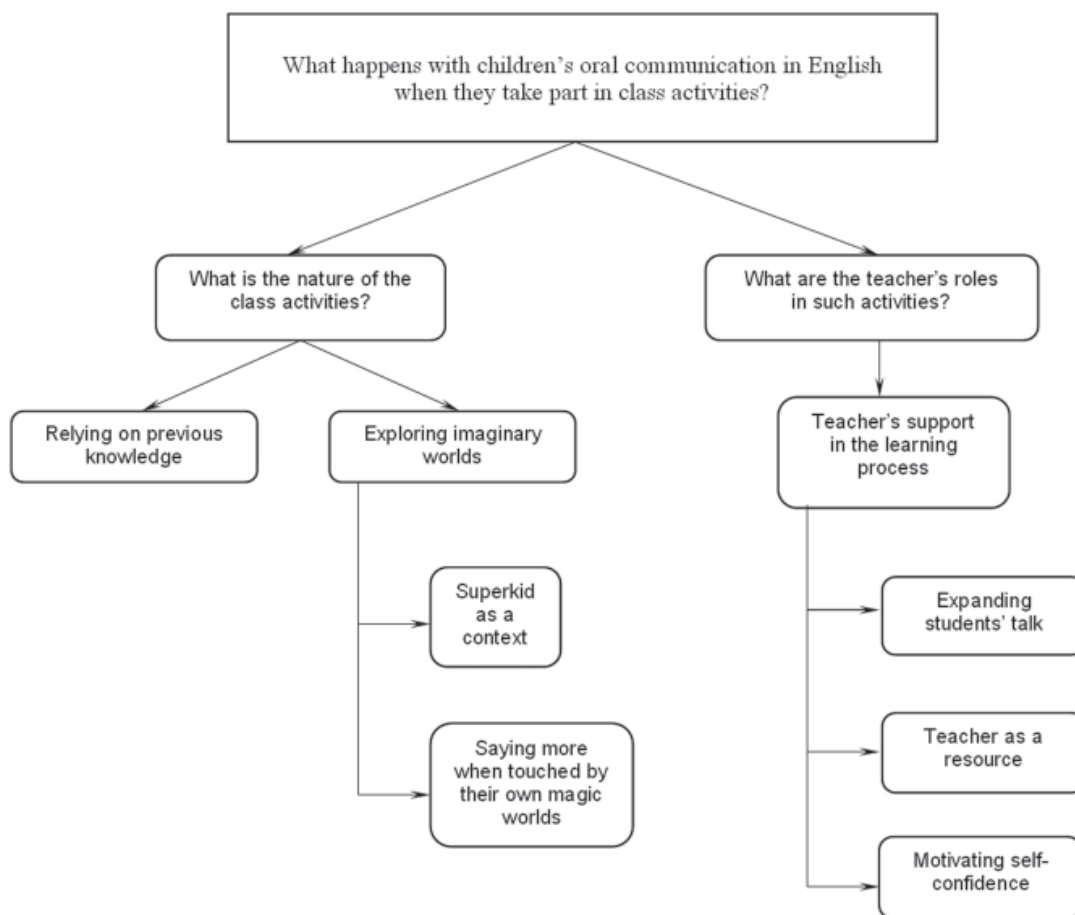 What happens with children's oral communication in English
when they take part in class activities?
What is the nature of the
class activities?
What are the teacher's roles
in such activities?
Relying on previous
knowledge
Exploring imaginary
worlds
Teacher's support
in the learning
process
Superkid
as a
context
Saying more
when touched by
their own magic
worlds
Expanding
students' talk
Teacher as a
resource
Motivating self-
confidence